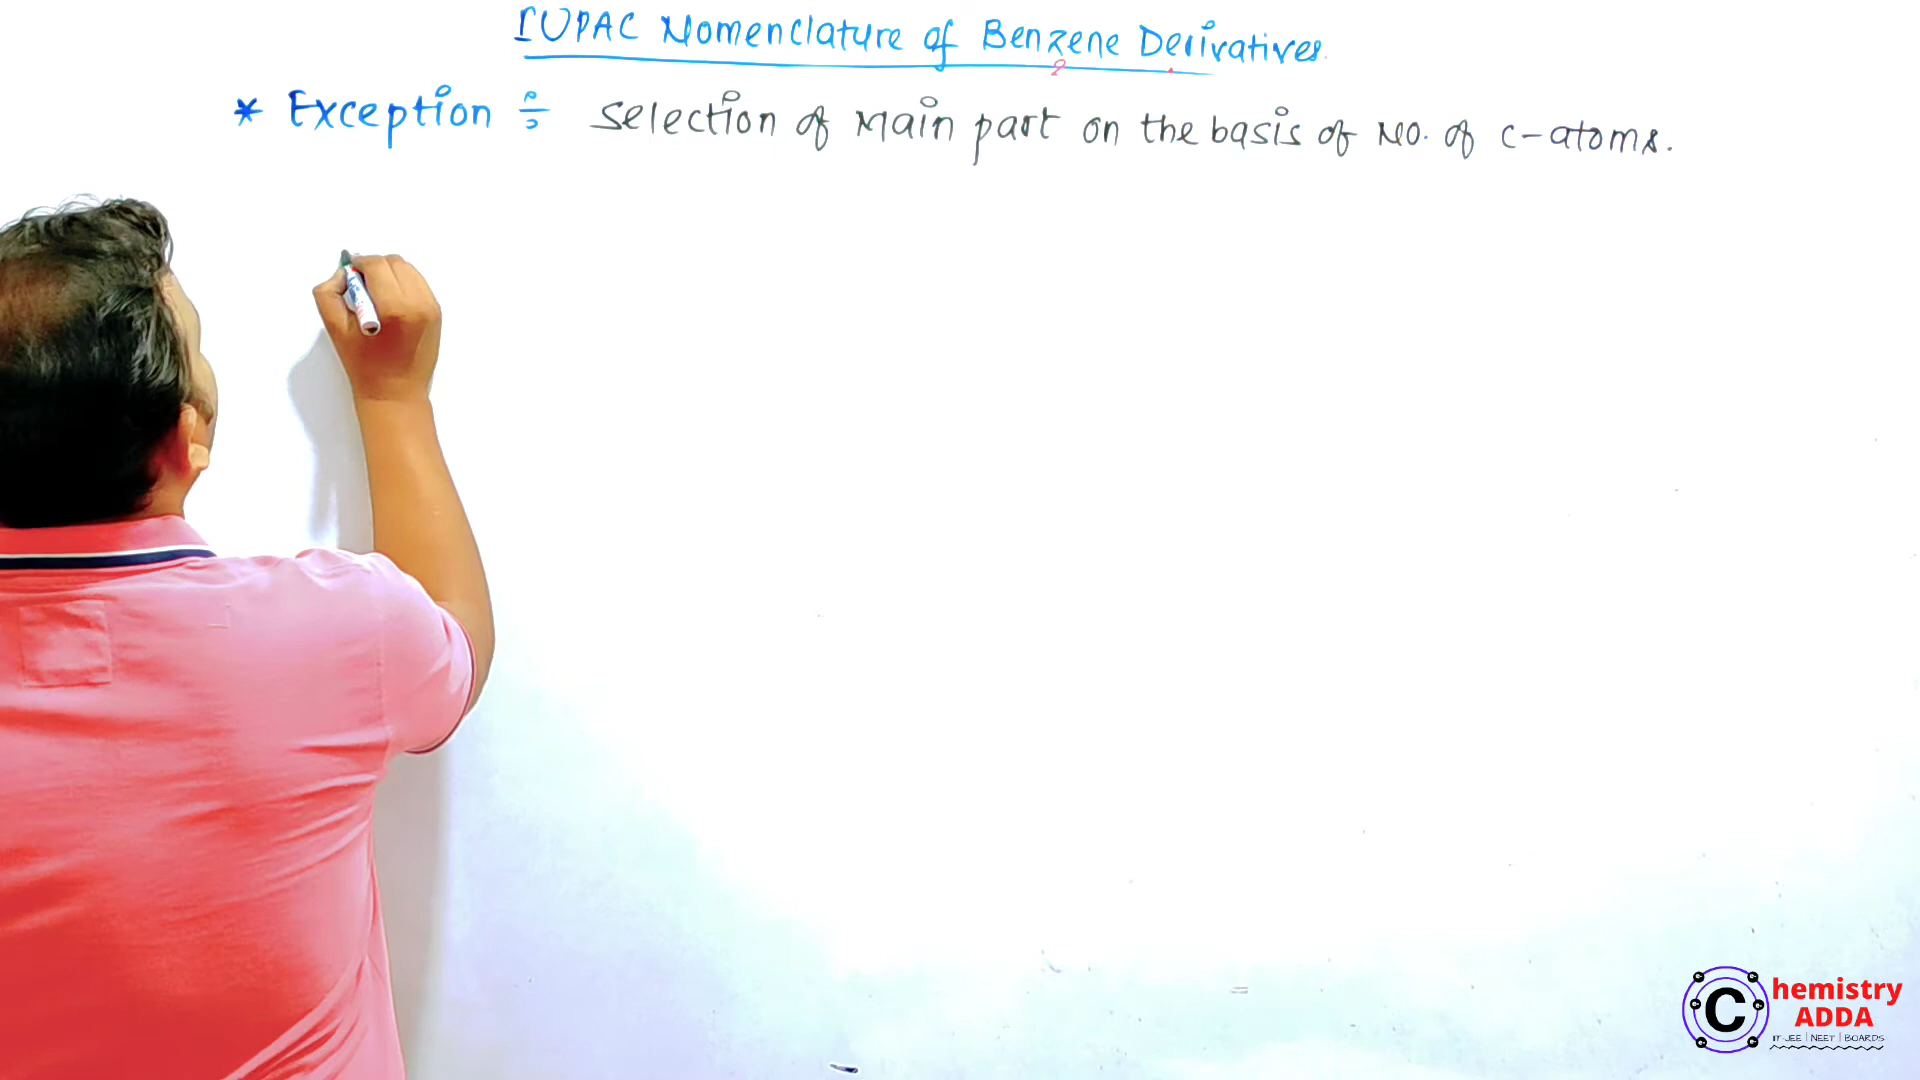 IUPAC Nomenclature of Benzene Derivatives.
* Exception ÷ Selection of Main part on the basis of No. of C-atoms.
C
hemistry
ADDA
IIT JEE | NEET | BOARDS